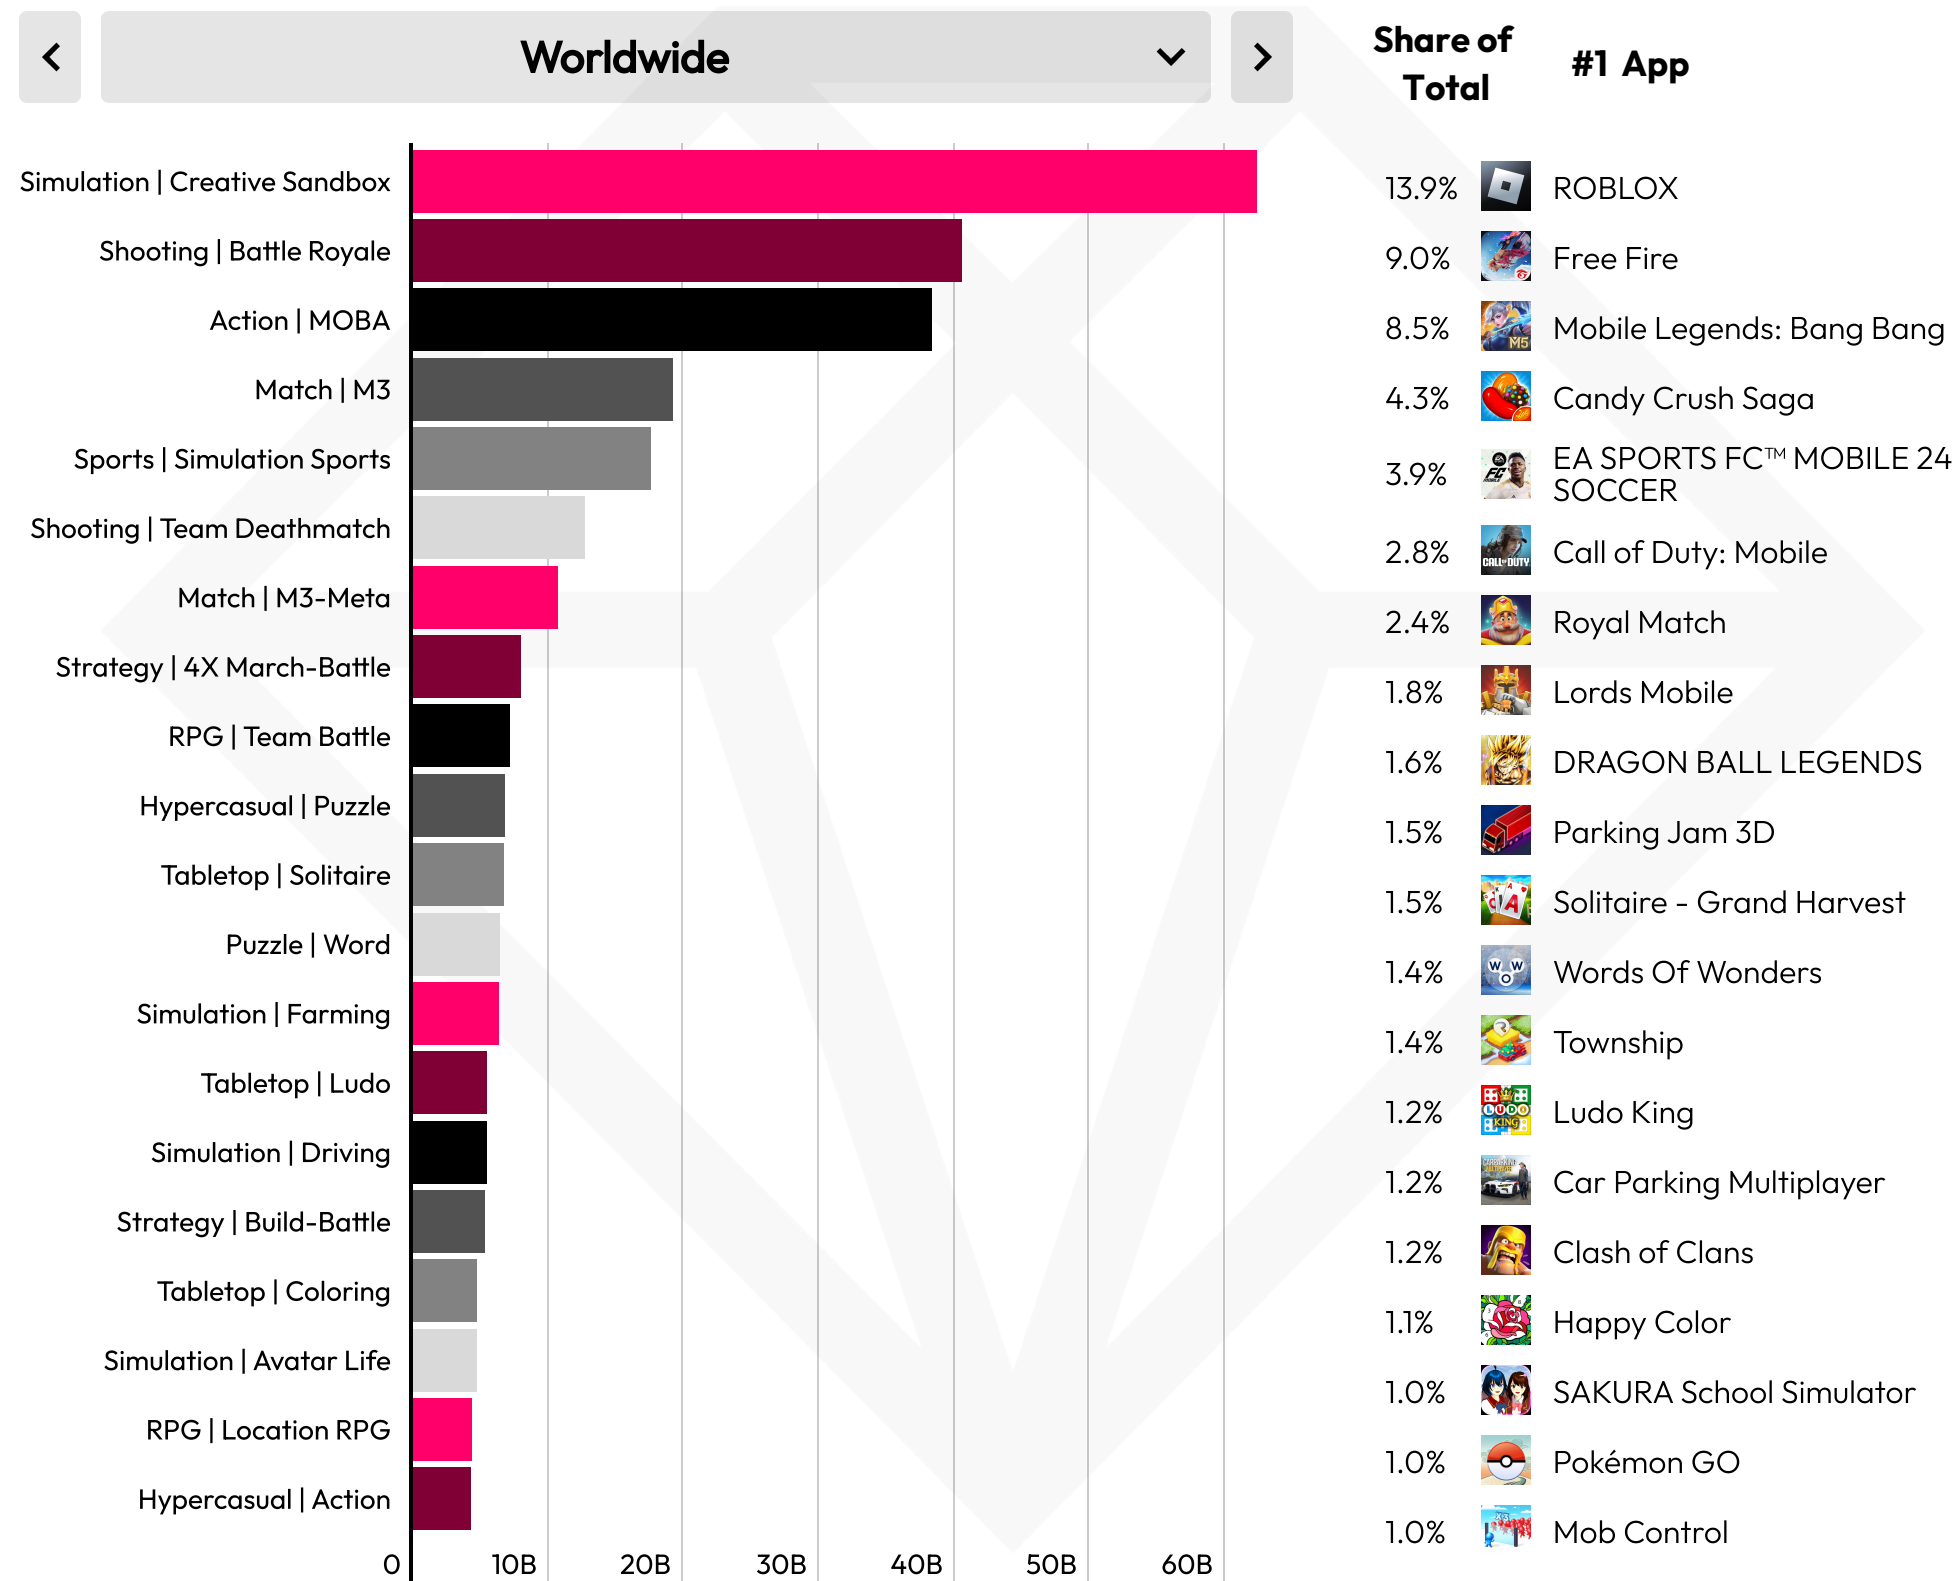 Worldwide
Share of
Total
#1 App
Simulation | Creative Sandbox 13.9% ROBLOX
Shooting | Battle Royale 9.0% Free Fire
Action | MOBA 8.5% M5 Mobile Legends: Bang Bang
Match | M3 4.3% Candy Crush Saga
Sports | Simulation Sports 3.9% FC MOBILE EA SPORTS FC™ MOBILE 24
SOCCER
Shooting | Team Deathmatch 2.8% CALL OF DUTY Call of Duty: Mobile
Match | M3-Meta 2.4% Royal Match
Strategy | 4X March-Battle 1.8% Lords Mobile
RPG | Team Battle 1.6% DRAGON BALL LEGENDS
Hypercasual | Puzzle 1.5% Parking Jam 3D
Tabletop | Solitaire 1.5% A Solitaire - Grand Harvest
Puzzle | Word 1.4% W O W Words Of Wonders
Simulation | Farming 1.4% Township
Tabletop | Ludo 1.2% LUDO KING Ludo King
Simulation | Driving 1.2% Car Parking Multiplayer
Strategy | Build-Battle 1.2% Clash of Clans
Tabletop | Coloring 1.1% Happy Color
Simulation | Avatar Life 1.0% SAKURA School Simulator
RPG | Location RPG 1.0% Pokémon GO
Hypercasual | Action 1.0% Mob Control
0 10B 20B 30B 40B 50B 60B